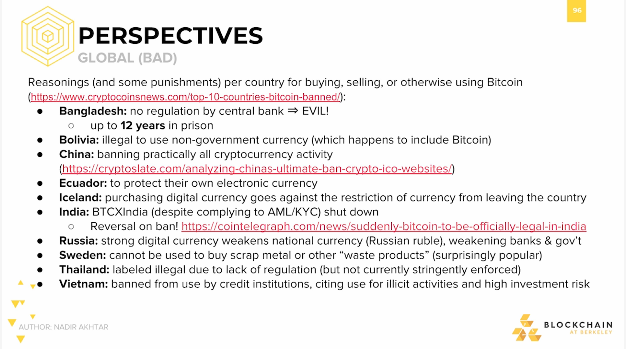 96
PERSPECTIVES
GLOBAL (BAD)
Reasonings (and some punishments) per country for buying, selling, or otherwise using Bitcoin
(https://www.cryptocoinsnews.com/top-10-countries-bitcoin-banned/):
● Bangladesh: no regulation by central bank ⇒ EVIL!
○ up to 12 years in prison
● Bolivia: illegal to use non-government currency (which happens to include Bitcoin)
● China: banning practically all cryptocurrency activity
(https://cryptoslate.com/analyzing-chinas-ultimate-ban-crypto-ico-websites/)
● Ecuador: to protect their own electronic currency
● Iceland: purchasing digital currency goes against the restriction of currency from leaving the country
● India: BTCXIndia (despite complying to AML/KYC) shut down
○ Reversal on ban! https://cointelegraph.com/news/suddenly-bitcoin-to-be-officially-legal-in-india
● Russia: strong digital currency weakens national currency (Russian ruble), weakening banks & gov't
● Sweden: cannot be used to buy scrap metal or other “waste products” (surprisingly popular)
● Thailand: labeled illegal due to lack of regulation (but not currently stringently enforced)
● Vietnam: banned from use by credit institutions, citing use for illicit activities and high investment risk
AUTHOR: NADIR AKHTAR
BLOCKCHAIN
AT BERKELEY